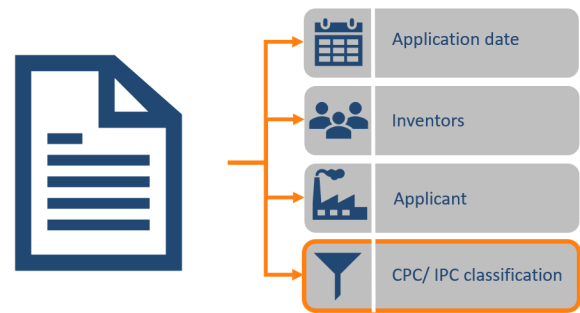 Application date
Inventors
Applicant
CPC/ IPC classification